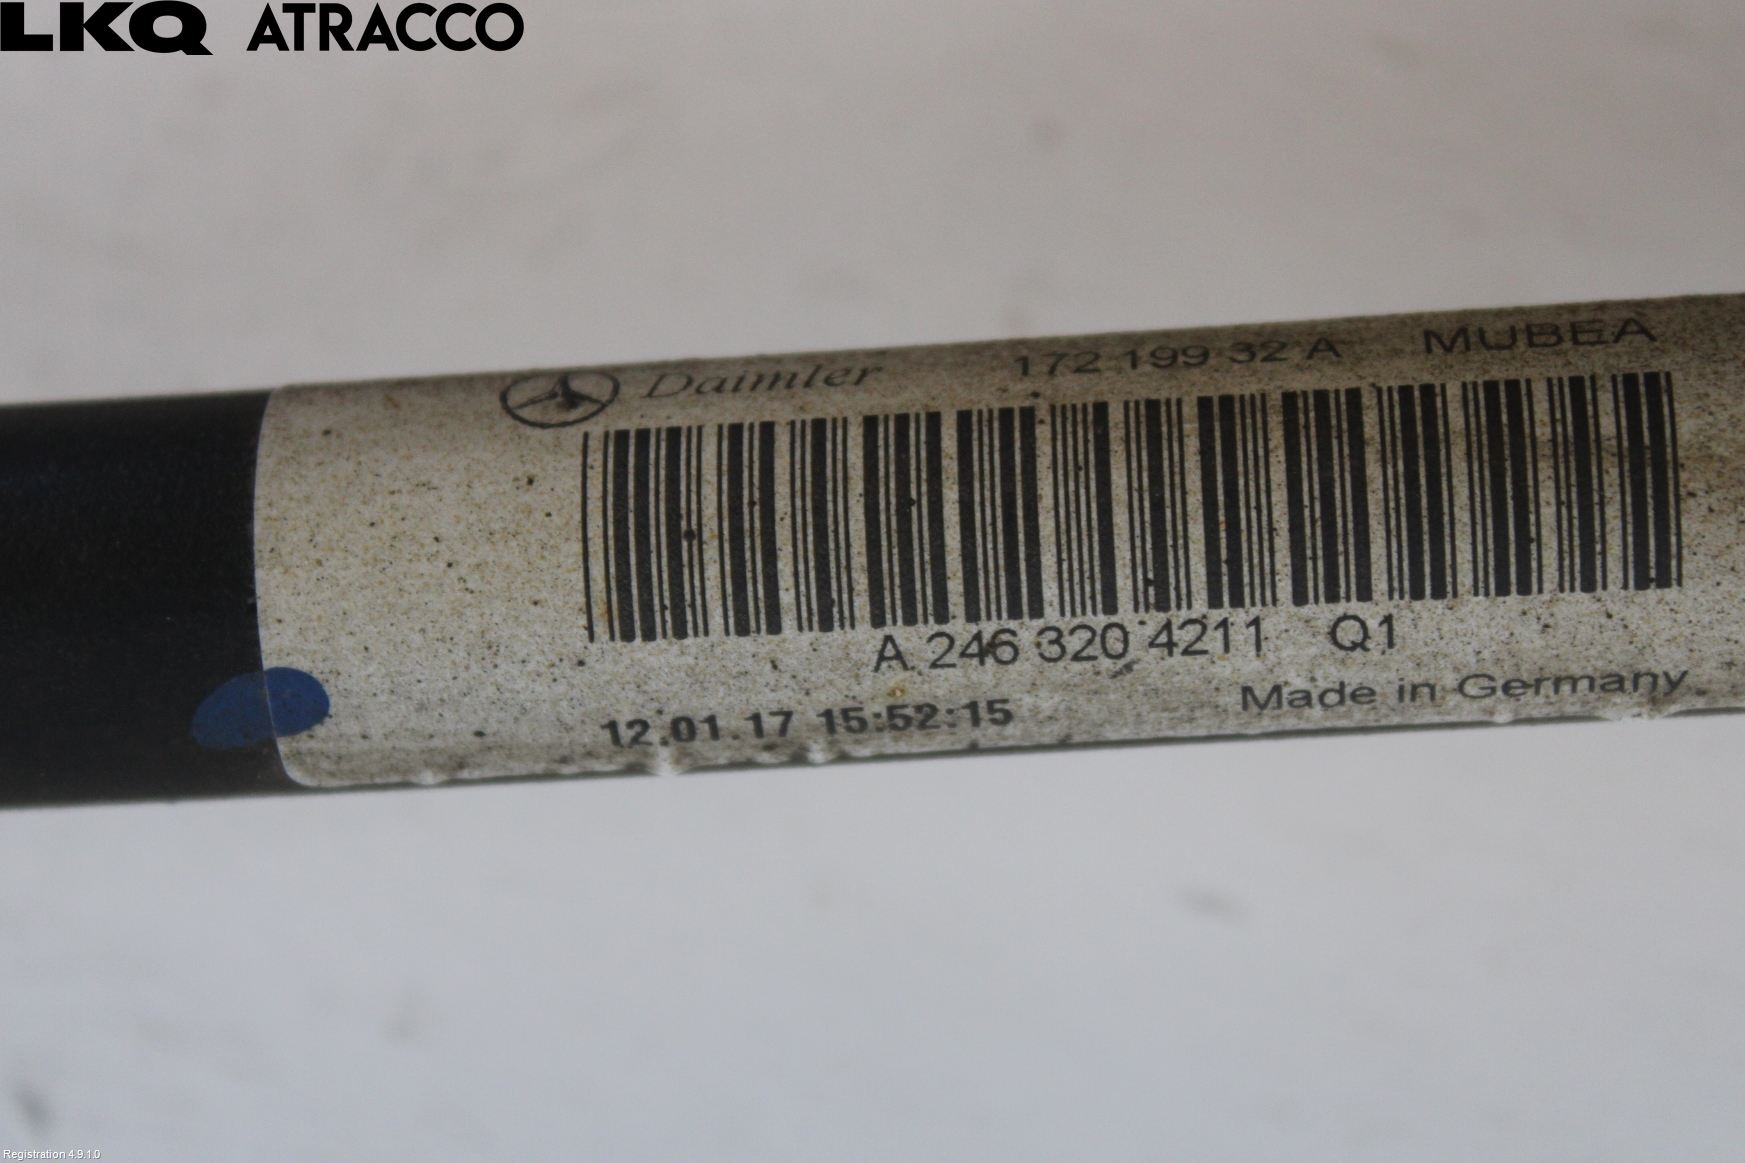 LKQ ATRACCO
Daimler 172 199 32 A MUBEA
A 246 320 4211 Q1
12.01.17 15:52:15 Made in Germany
Registration 4.9.1.0